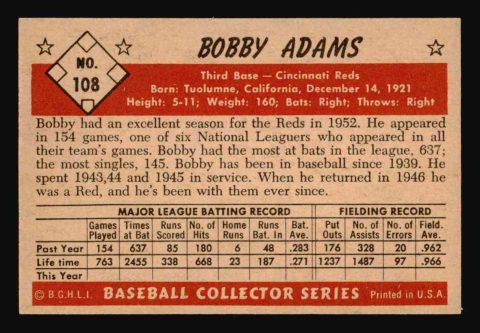 NO. 108
BOBBY ADAMS
Third Base — Cincinnati Reds
Born: Tuolumne, California, December 14, 1921
Height: 5-11; Weight: 160; Bats: Right; Throws: Right
Bobby had an excellent season for the Reds in 1952. He appeared
in 154 games, one of six National Leaguers who appeared in all
their team's games. Bobby had the most at bats in the league, 637;
the most singles, 145. Bobby has been in baseball since 1939. He
spent 1943,44 and 1945 in service. When he returned in 1946 he
was a Red, and he's been with them ever since.
MAJOR LEAGUE BATTING RECORD FIELDING RECORD
Games Played Times at Bat Runs Scored No. of Hits Home Runs Runs Bat. In Bat. Ave. Put Outs No. of Assists No. of Errors Field. Ave.
Past Year 154 637 85 180 6 48 .283 176 328 20 .962
Life time 763 2455 338 668 23 187 .271 1237 1487 97 .966
This Year
© B.G.H.L.I. BASEBALL COLLECTOR SERIES Printed in U.S.A.